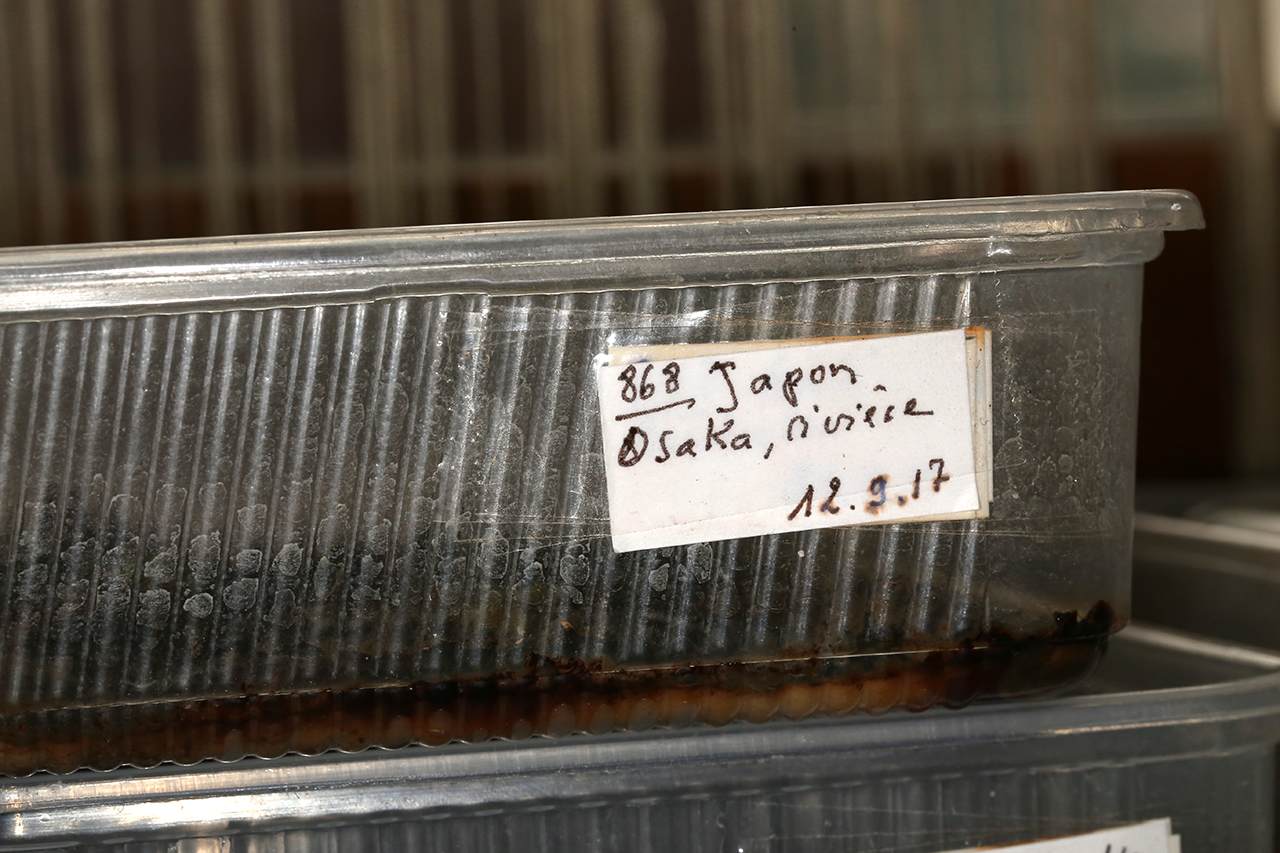 868 Japon
Osaka, rivière
12.9.17